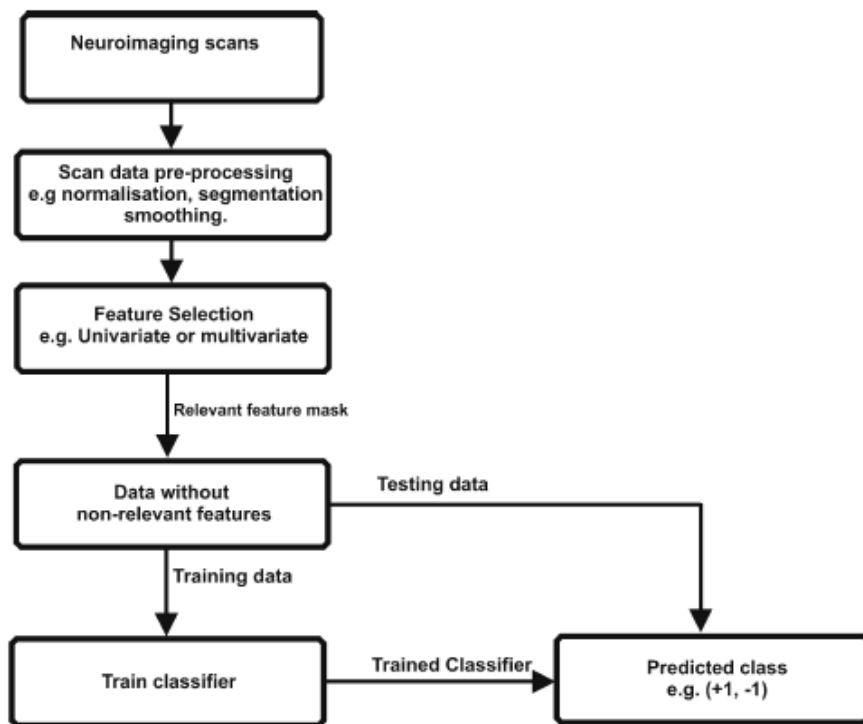 Neuroimaging scans
Scan data pre-processing
e.g normalisation, segmentation
smoothing.
Feature Selection
e.g. Univariate or multivariate
Relevant feature mask
Data without
non-relevant features
Testing data
Training data
Train classifier
Trained Classifier
Predicted class
e.g. (+1, -1)